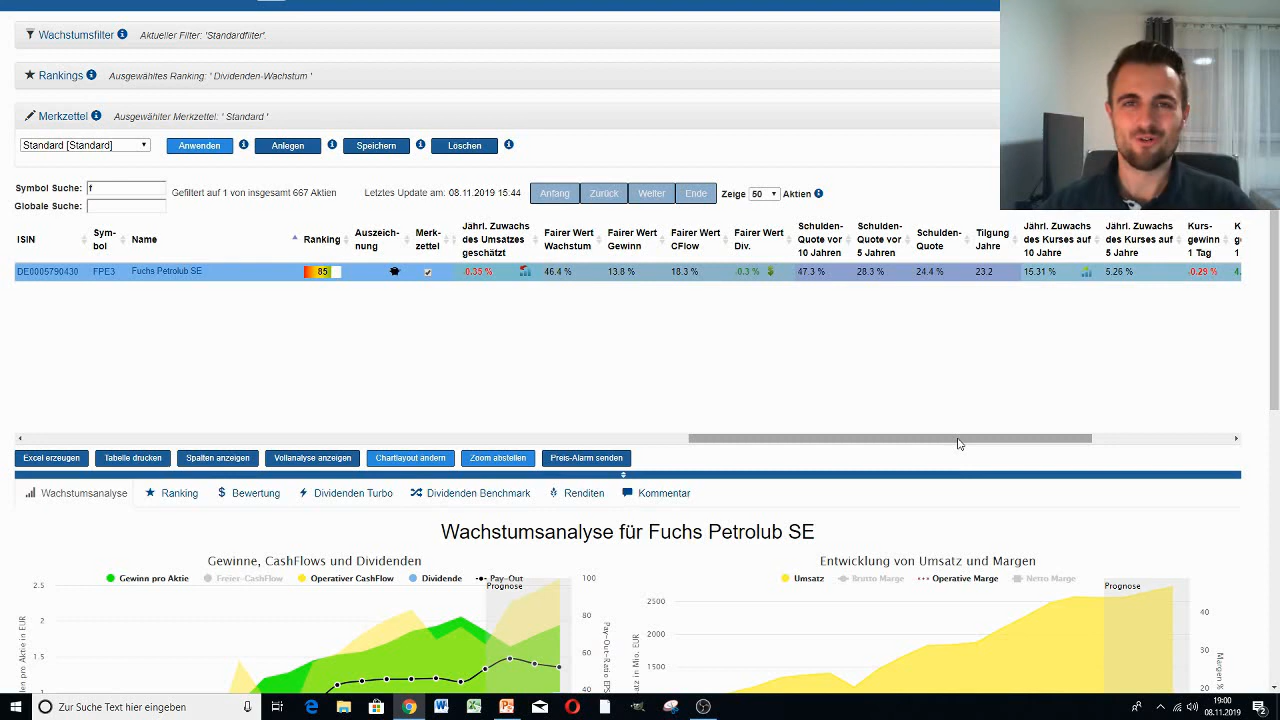 Wachstumsfilter Aktueller Filter: 'Standardfilter'.
Rankings Ausgewähltes Ranking: ' Dividenden-Wachstum '
Merkzettel Ausgewählter Merkzettel: ' Standard '
Standard [Standard] Anwenden Anlegen Speichern Löschen
Symbol Suche: f Gefiltert auf 1 von insgesamt 667 Aktien Letztes Update am: 08.11.2019 15:44 Anfang Zurück Weiter Ende Zeige 50 Aktien
Globale Suche:
ISIN Sym-bol Name Ranking Auszeich-nung Merk-zettel Jährl. Zuwachs des Umsatzes geschätzt Fairer Wert Wachstum Fairer Wert Gewinn Fairer Wert CFlow Fairer Wert Div. Schulden-Quote vor 10 Jahren Schulden-Quote vor 5 Jahren Schulden-Quote Tilgung Jahre Jährl. Zuwachs des Kurses auf 10 Jahre Jährl. Zuwachs des Kurses auf 5 Jahre Kurs-gewinn 1 Tag
DE0005790430 FPE3 Fuchs Petrolub SE 85 -0.35 % 46.4 % 13.8 % 18.3 % -0.3 % 47.3 % 28.3 % 24.4 % 23.2 15.31 % 5.26 % -0.29 %
Excel erzeugen Tabelle drucken Spalten anzeigen Vollanalyse anzeigen Chartlayout ändern Zoom abstellen Preis-Alarm senden
Wachstumsanalyse Ranking Bewertung Dividenden Turbo Dividenden Benchmark Renditen Kommentar
Wachstumsanalyse für Fuchs Petrolub SE
Gewinne, CashFlows und Dividenden
Gewinn pro Aktie Freier-CashFlow Operativer CashFlow Dividende Pay-Out
Prognose
2.5
2
1.5
1
100
80
60
40
Entwicklung von Umsatz und Margen
Umsatz Brutto Marge Operative Marge Netto Marge
Prognose
2500
2000
1500
40
30
20
Margen %
Zur Suche Text hier eingeben
19:00
08.11.2019